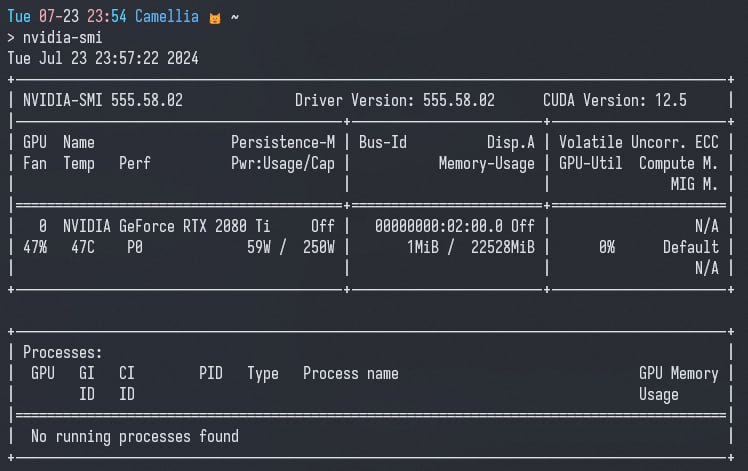 Tue 07-23 23:54 Camellia 🐱 ~
> nvidia-smi
Tue Jul 23 23:57:22 2024
+-----------------------------------------------------------------------------------------+
| NVIDIA-SMI 555.58.02              Driver Version: 555.58.02      CUDA Version: 12.5     |
|-----------------------------------------+------------------------+----------------------+
| GPU  Name                 Persistence-M | Bus-Id          Disp.A | Volatile Uncorr. ECC |
| Fan  Temp   Perf          Pwr:Usage/Cap |           Memory-Usage | GPU-Util  Compute M. |
|                                         |                        |               MIG M. |
|=========================================+========================+======================|
|   0  NVIDIA GeForce RTX 2080 Ti     Off |   00000000:02:00.0 Off |                  N/A |
| 47%   47C    P0              59W /  250W |       1MiB /  22528MiB |      0%      Default |
|                                         |                        |                  N/A |
+-----------------------------------------+------------------------+----------------------+

+-----------------------------------------------------------------------------------------+
| Processes:                                                                              |
|  GPU   GI   CI        PID   Type   Process name                              GPU Memory |
|        ID   ID                                                               Usage      |
|=========================================================================================|
|  No running processes found                                                             |
+-----------------------------------------------------------------------------------------+